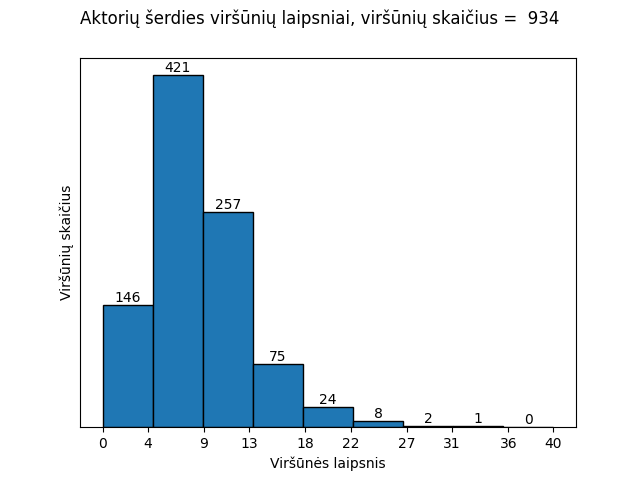 Aktorių šerdies viršūnių laipsniai, viršūnių skaičius =  934
421
257
146
75
24
8
2
1
0
Viršūnių skaičius
0 4 9 13 18 22 27 31 36 40
Viršūnės laipsnis